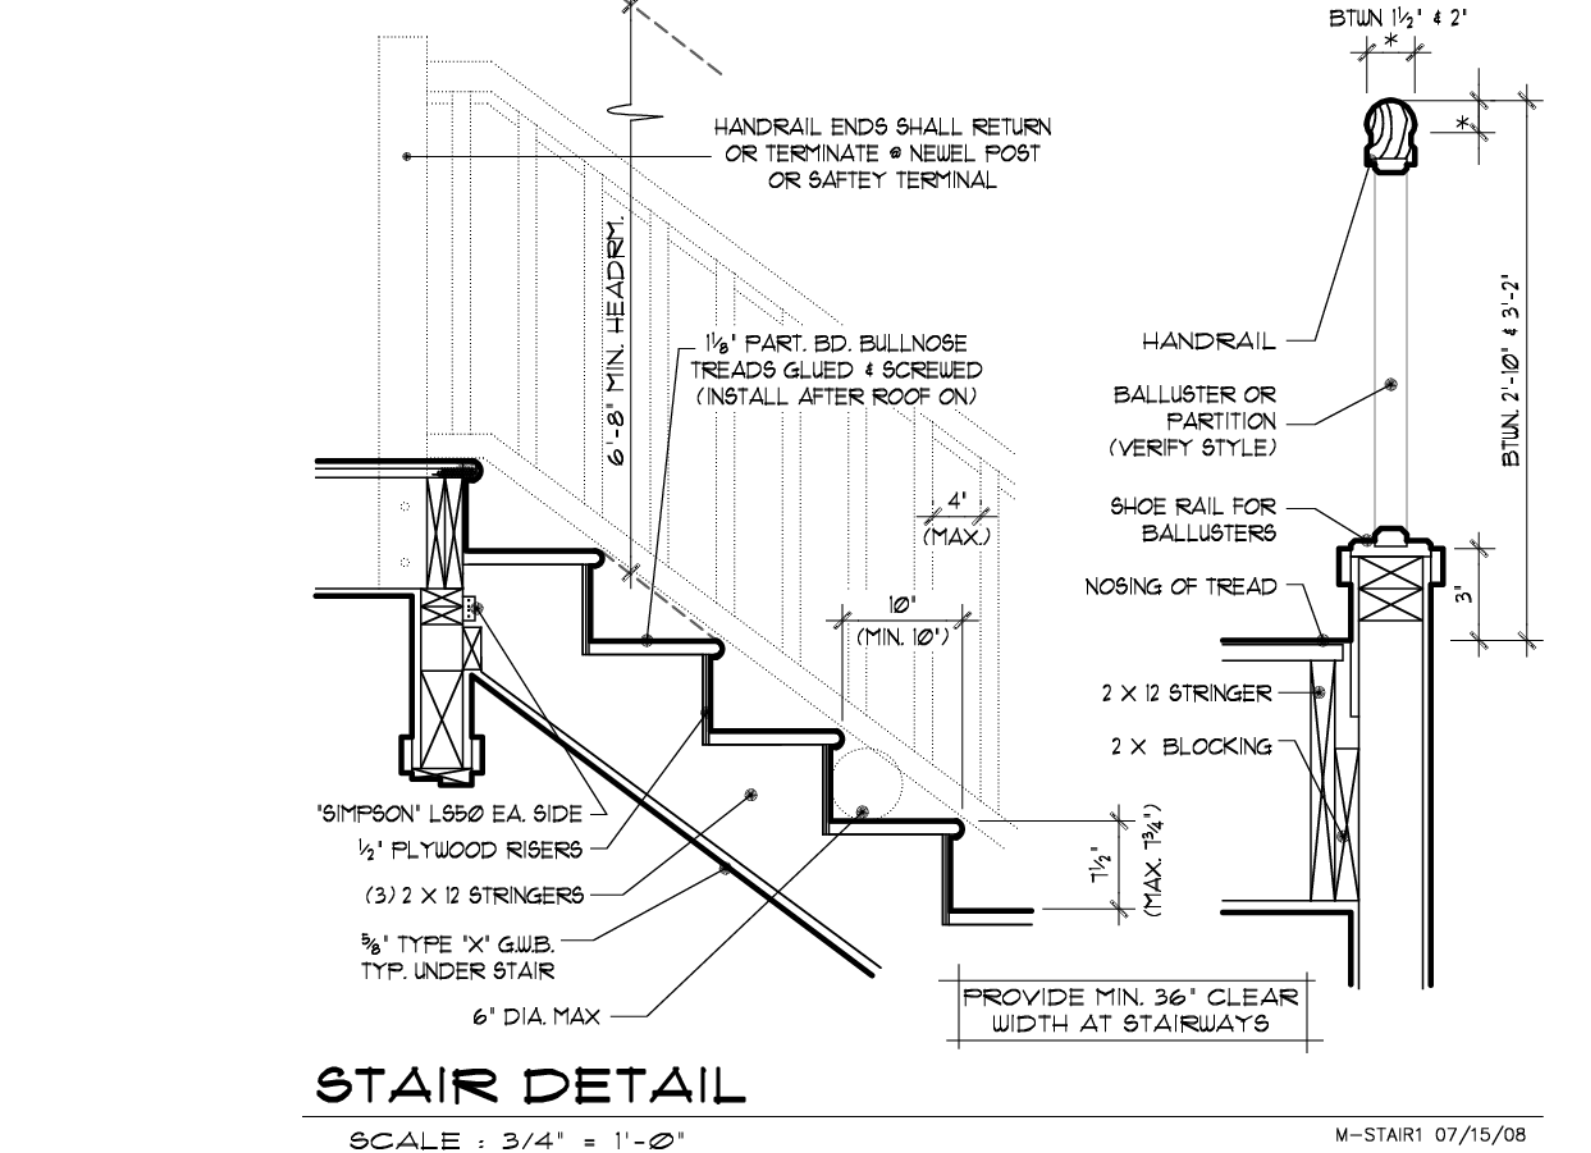 BTWN 1½" & 2"
*
*
HANDRAIL ENDS SHALL RETURN
OR TERMINATE @ NEWEL POST
OR SAFTEY TERMINAL
6'-8" MIN. HEADRM.
1⅛" PART. BD. BULLNOSE
TREADS GLUED & SCREWED
(INSTALL AFTER ROOF ON)
HANDRAIL
BALLUSTER OR
PARTITION
(VERIFY STYLE)
BTWN. 2'-10" & 3'-2"
4"
(MAX.)
SHOE RAIL FOR
BALLUSTERS
NOSING OF TREAD
3"
10"
(MIN. 10")
2 X 12 STRINGER
2 X BLOCKING
"SIMPSON" LS50 EA. SIDE
½" PLYWOOD RISERS
(3) 2 X 12 STRINGERS
⅝" TYPE "X" G.W.B.
TYP. UNDER STAIR
6" DIA. MAX
7½"
(MAX. 7¾")
PROVIDE MIN. 36" CLEAR
WIDTH AT STAIRWAYS
STAIR DETAIL
SCALE : 3/4" = 1'-0"
M-STAIR1 07/15/08